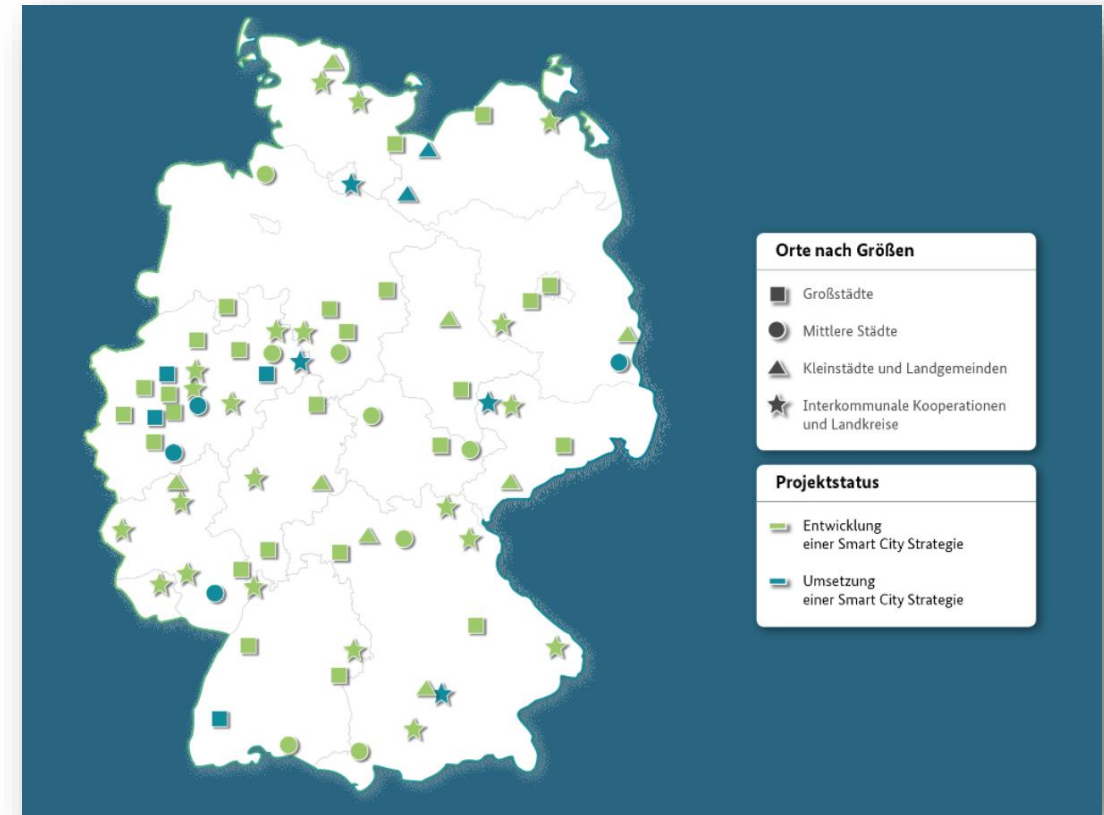 Orte nach Größen
Großstädte
Mittlere Städte
Kleinstädte und Landgemeinden
Interkommunale Kooperationen
und Landkreise
Projektstatus
Entwicklung
einer Smart City Strategie
Umsetzung
einer Smart City Strategie